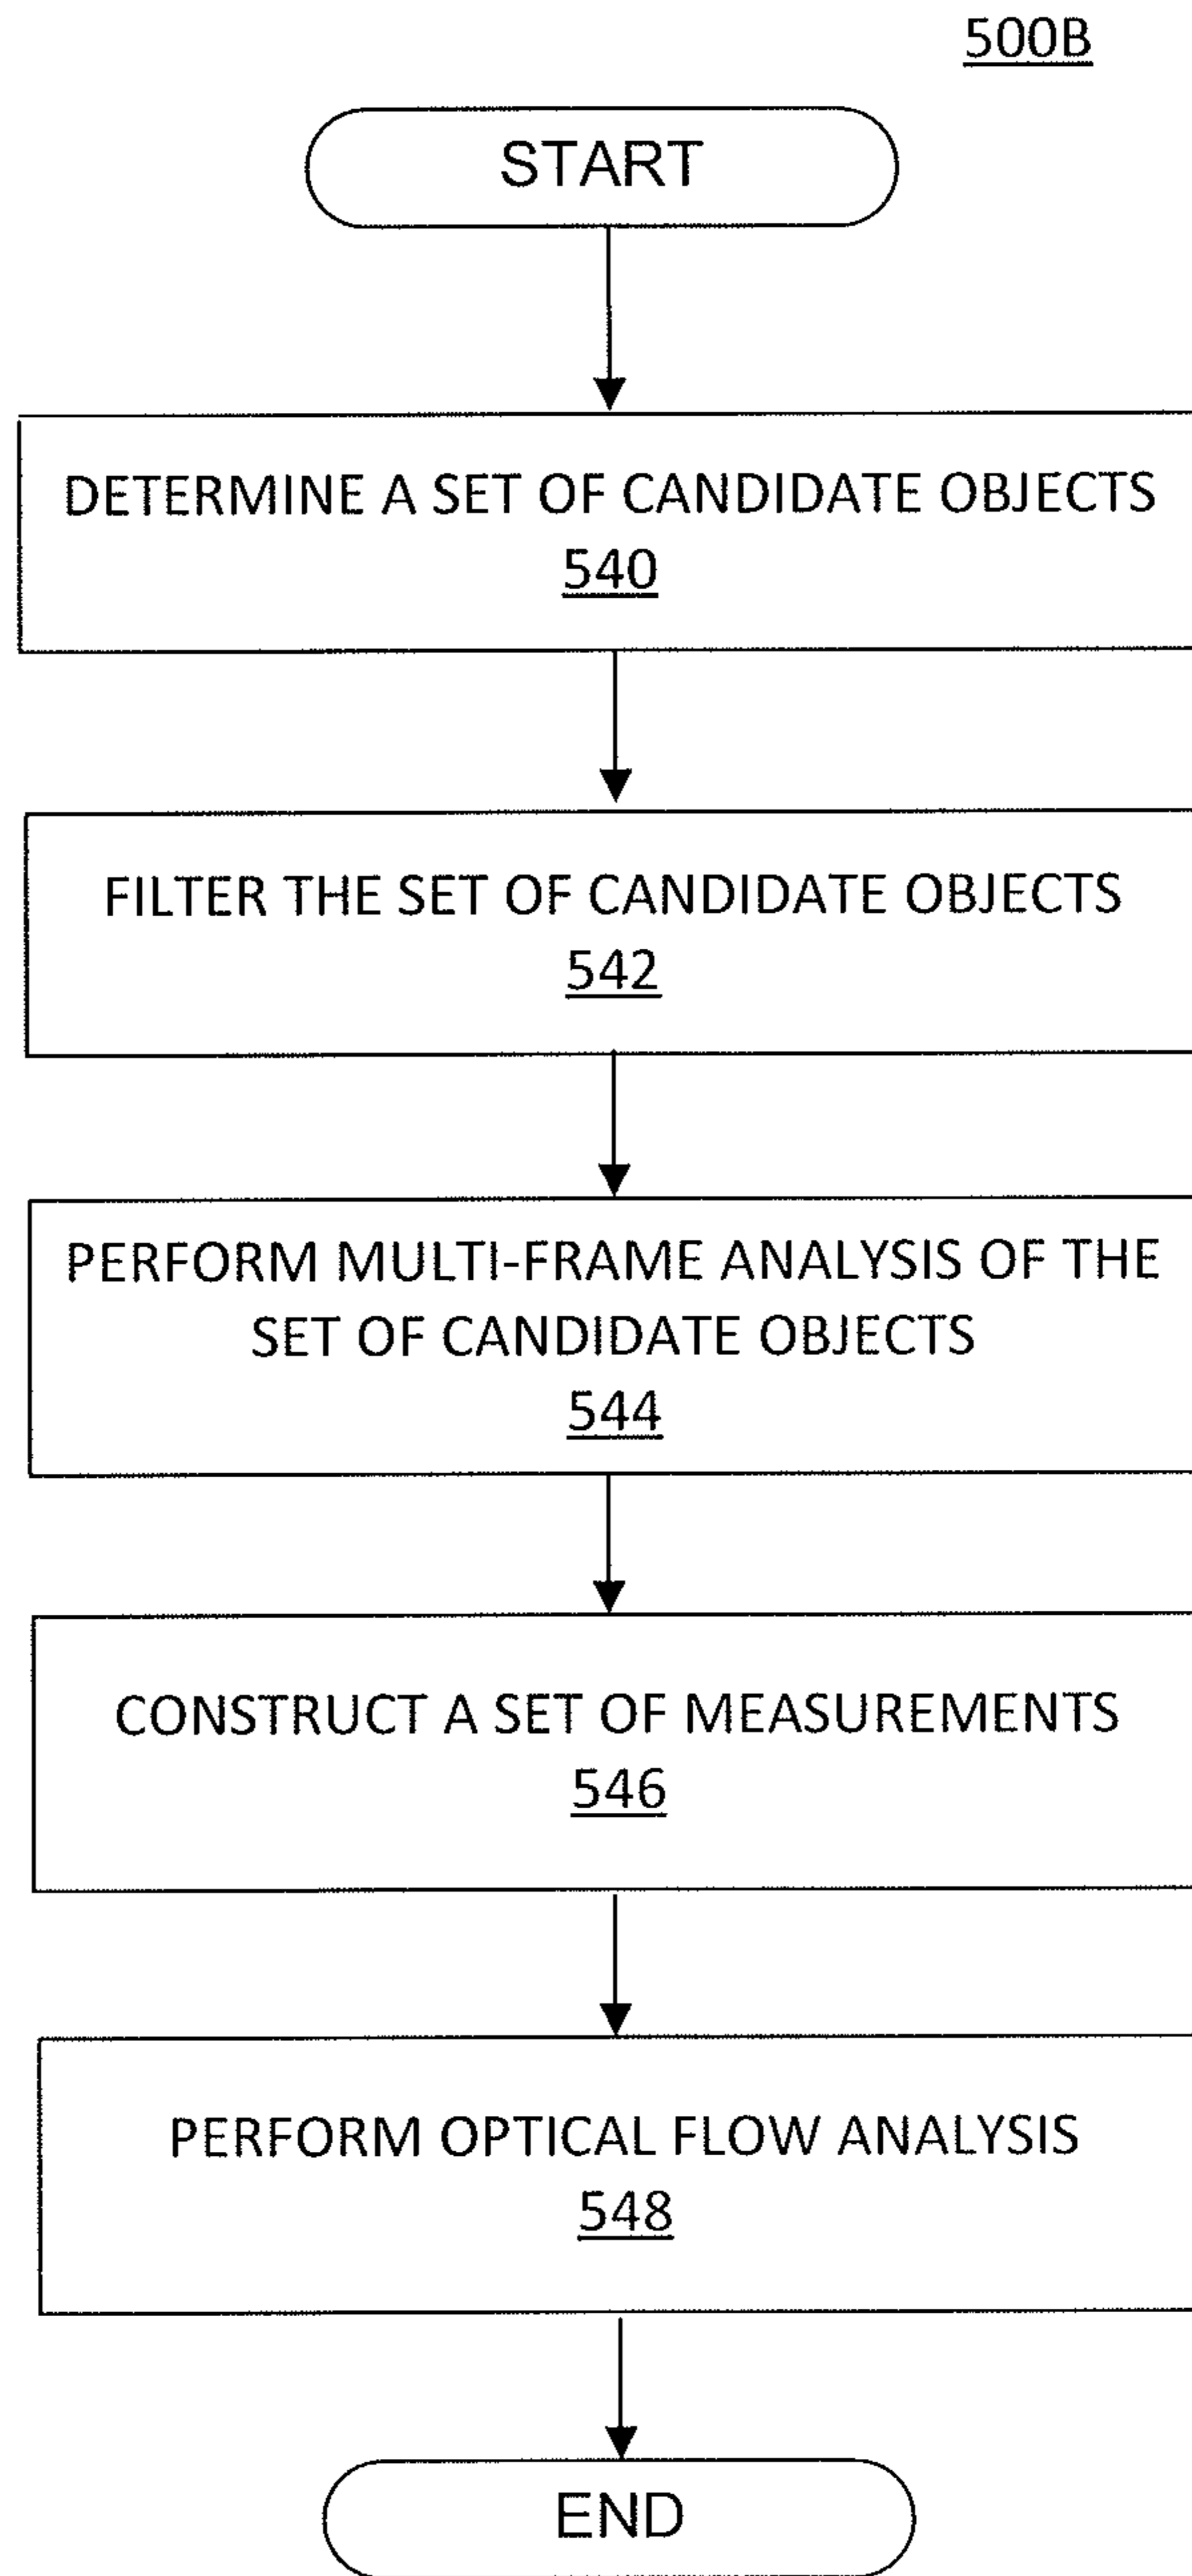 500B
START
DETERMINE A SET OF CANDIDATE OBJECTS
540
FILTER THE SET OF CANDIDATE OBJECTS
542
PERFORM MULTI-FRAME ANALYSIS OF THE
SET OF CANDIDATE OBJECTS
544
CONSTRUCT A SET OF MEASUREMENTS
546
PERFORM OPTICAL FLOW ANALYSIS
548
END